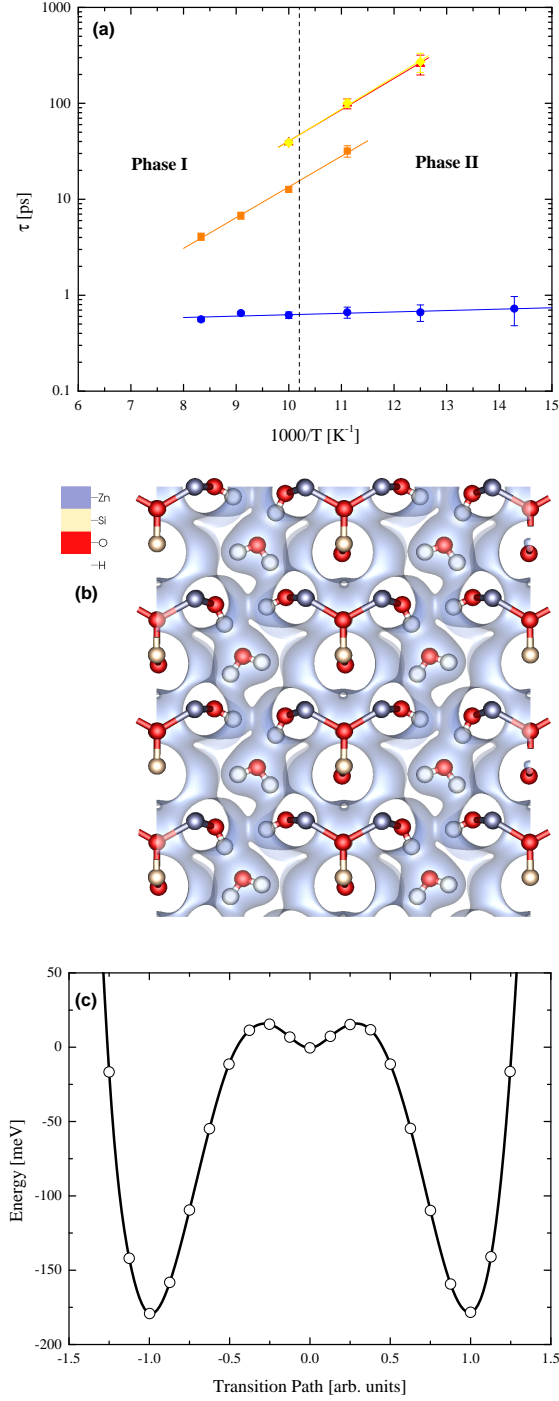 (a)
1000
100
10
1
0.1
τ [ps]
Phase I
Phase II
6 7 8 9 10 11 12 13 14 15
1000/T [K⁻¹]
Zn
Si
O
H
(b)
(c)
50
0
-50
-100
-150
-200
Energy [meV]
-1.5 -1.0 -0.5 0.0 0.5 1.0 1.5
Transition Path [arb. units]